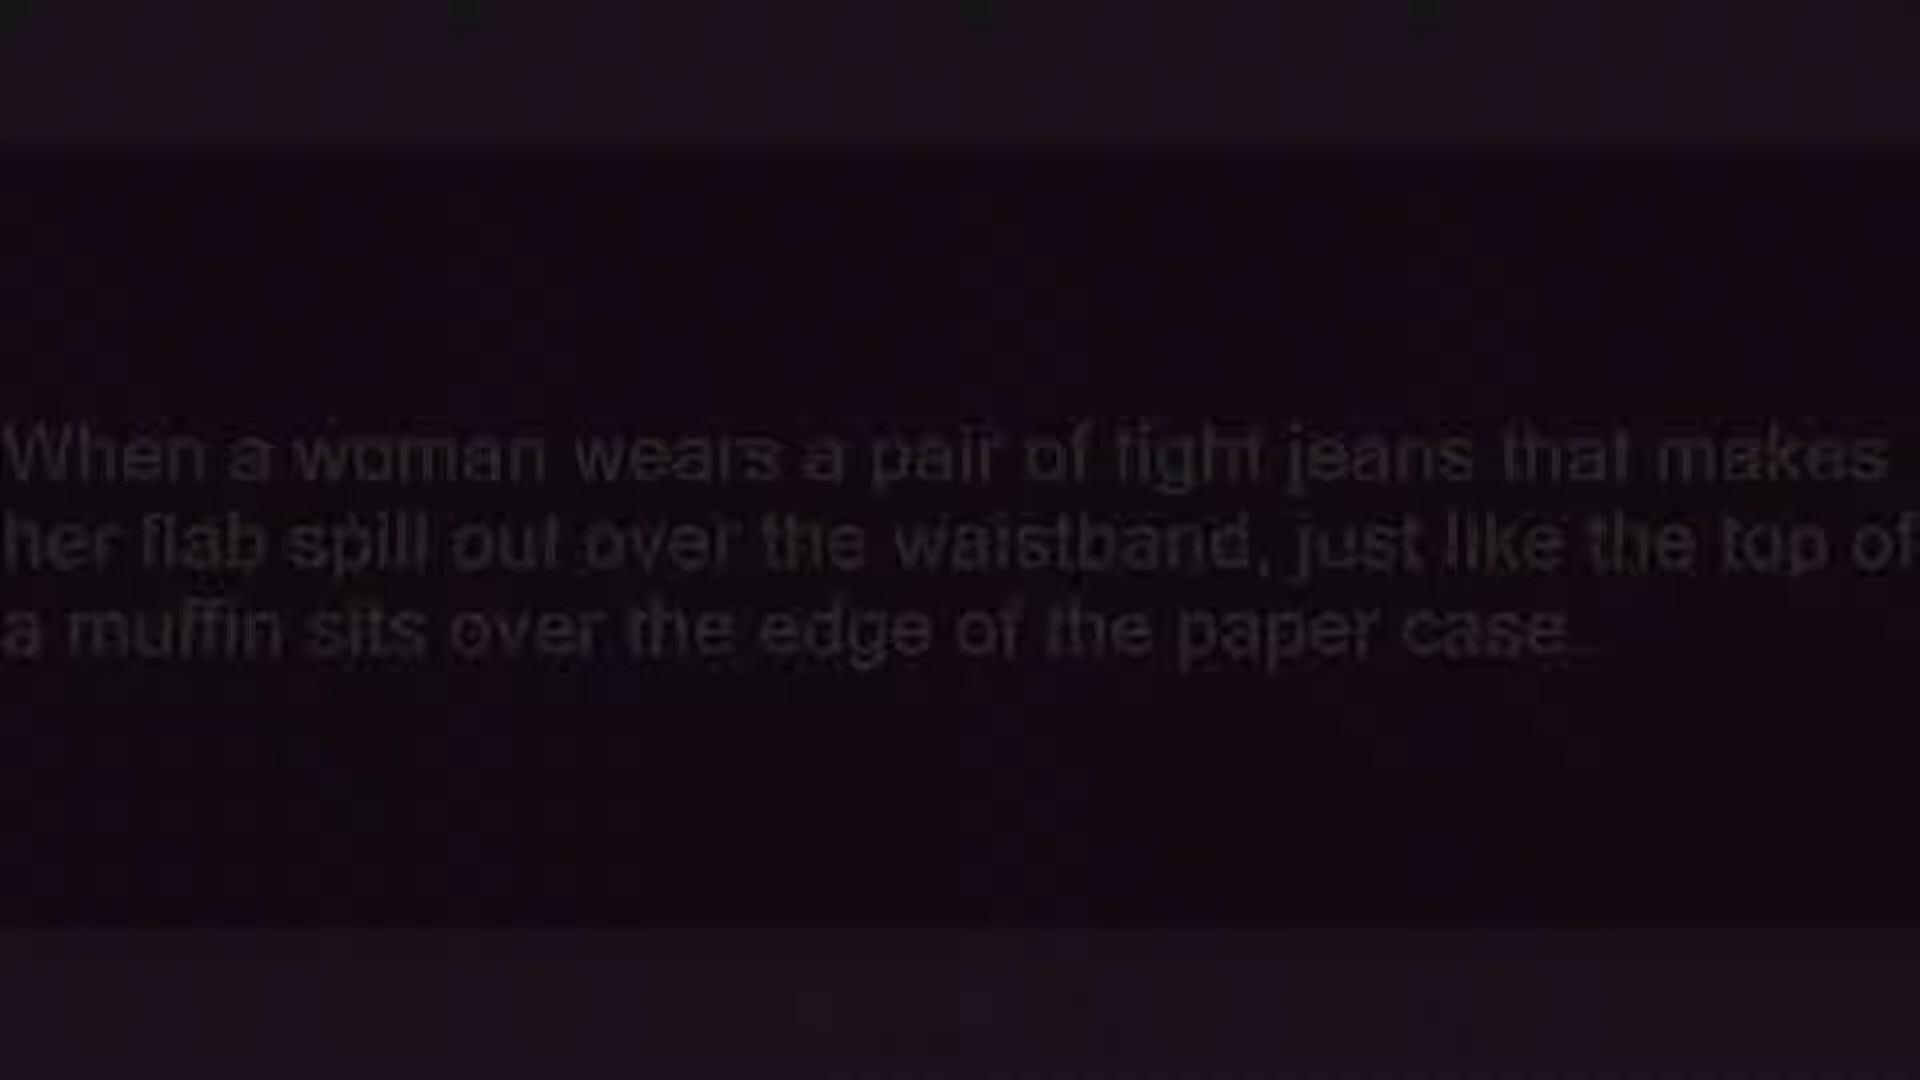 When a woman wears a pair of tight jeans that makes
her flab spill out over the waistband, just like the top of
a muffin sits over the edge of the paper case.